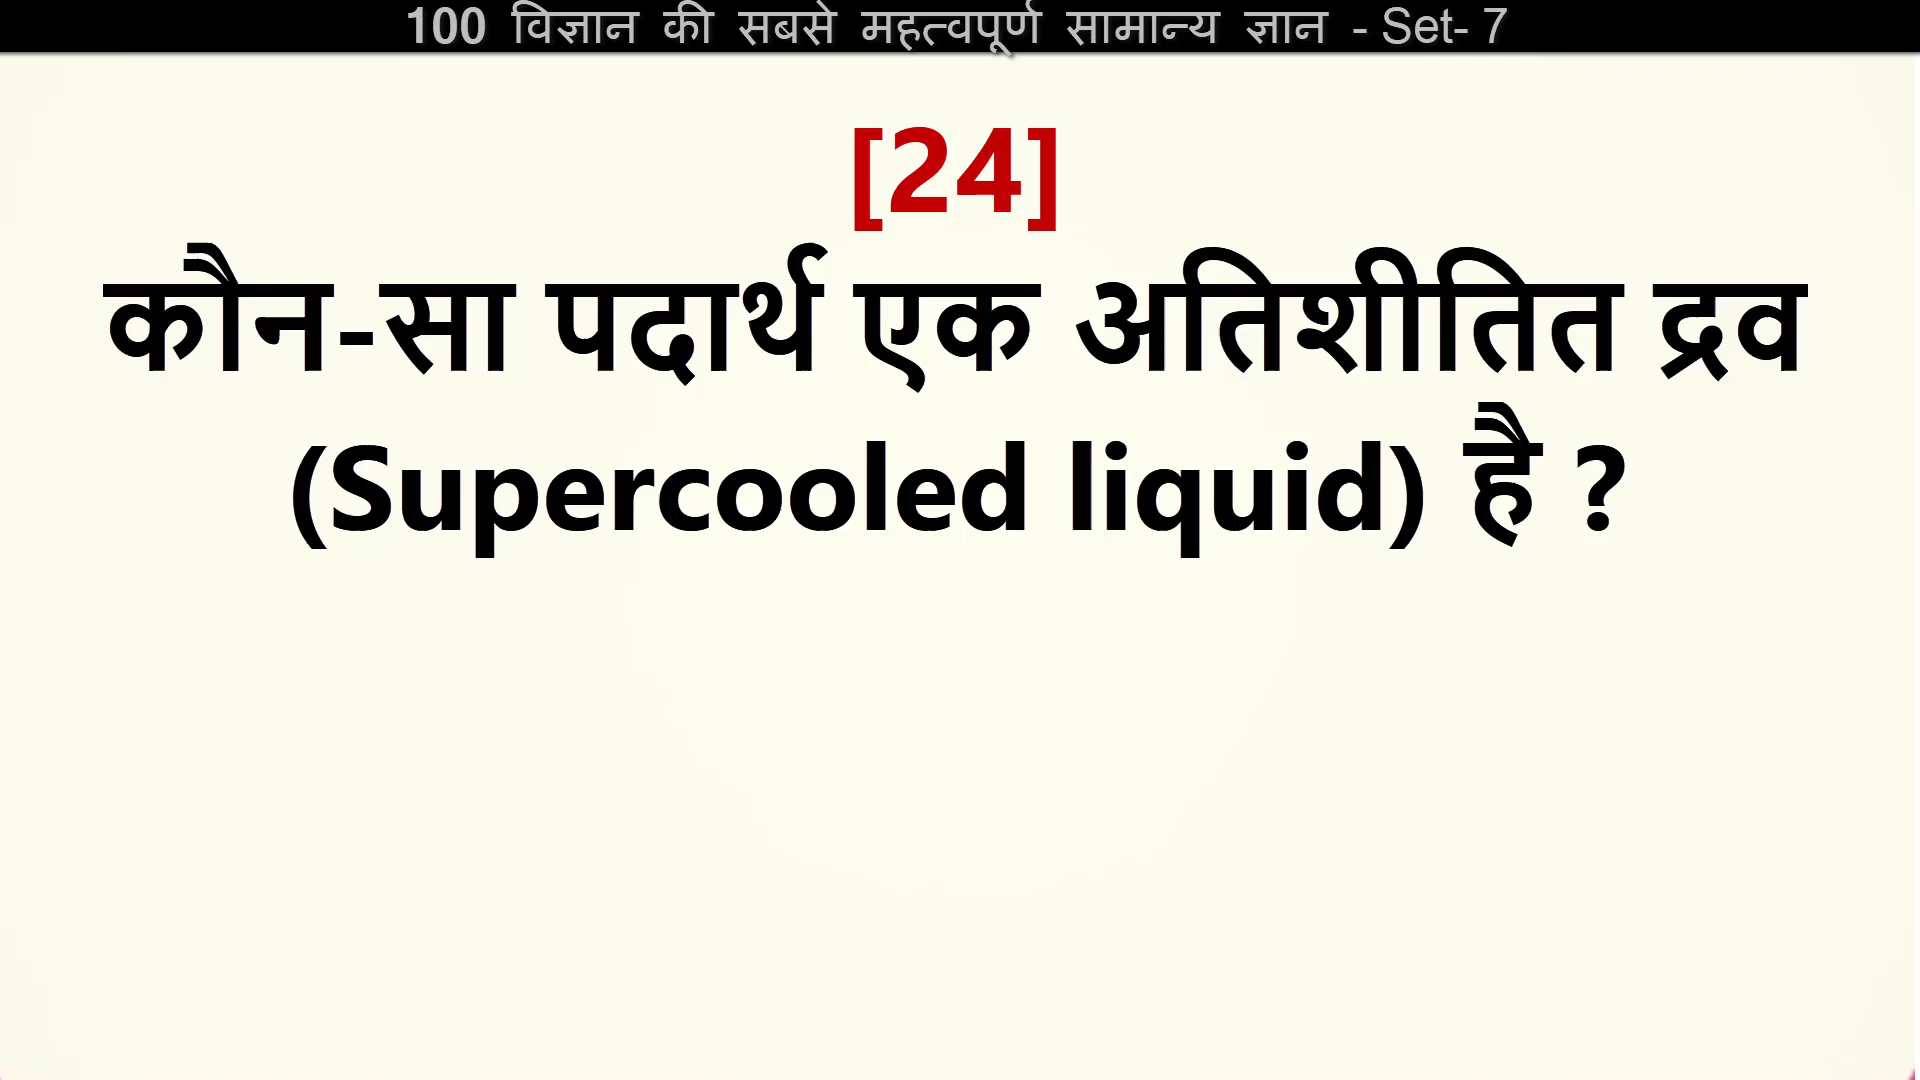 100 विज्ञान की सबसे महत्वपूर्ण सामान्य ज्ञान - Set- 7
[24]
कौन-सा पदार्थ एक अतिशीतित द्रव
(Supercooled liquid) है ?